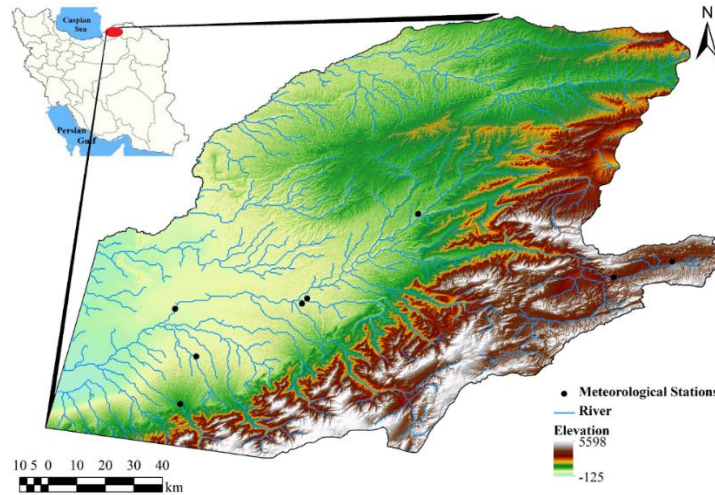 Caspian
Sea
Persian
Gulf
N
Meteorological Stations
River
Elevation
5598
-125
10 5 0 10 20 30 40
km